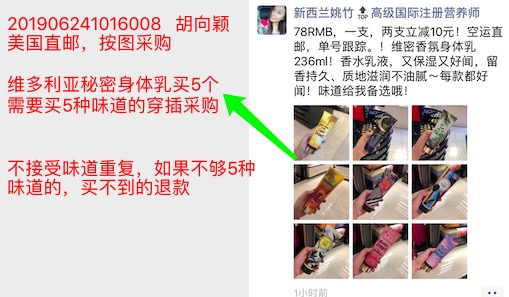 201906241016008 胡向颖
美国直邮，按图采购
维多利亚秘密身体乳买5个
需要买5种味道的穿插采购
不接受味道重复，如果不够5种
味道的，买不到的退款
新西兰姚竹🔝高级国际注册营养师
78RMB，一支，两支立减10元！空运直
邮，单号跟踪。！维密香氛身体乳
236ml！香水乳液，又保湿又好闻，留
香持久、质地滋润不油腻～每款都好
闻！味道给我备选哦！
1小时前